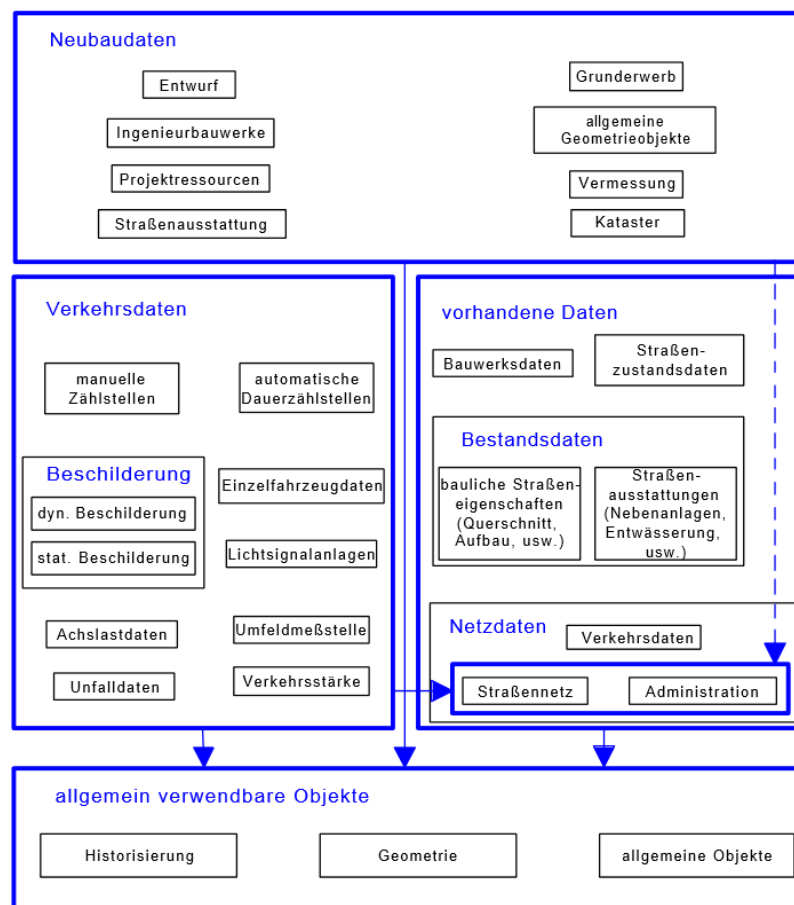 Neubaudaten
Entwurf
Ingenieurbauwerke
Projektressourcen
Straßenausstattung
Grunderwerb
allgemeine
Geometrieobjekte
Vermessung
Kataster
Verkehrsdaten
manuelle
Zählstellen
automatische
Dauerzählstellen
Beschilderung
dyn. Beschilderung
stat. Beschilderung
Einzelfahrzeugdaten
Lichtsignalanlagen
Achslastdaten
Umfeldmeßstelle
Unfalldaten
Verkehrsstärke
vorhandene Daten
Bauwerksdaten
Straßen-
zustandsdaten
Bestandsdaten
bauliche Straßen-
eigenschaften
(Querschnitt,
Aufbau, usw.)
Straßen-
ausstattungen
(Nebenanlagen,
Entwässerung,
usw.)
Netzdaten
Verkehrsdaten
Straßennetz
Administration
allgemein verwendbare Objekte
Historisierung
Geometrie
allgemeine Objekte